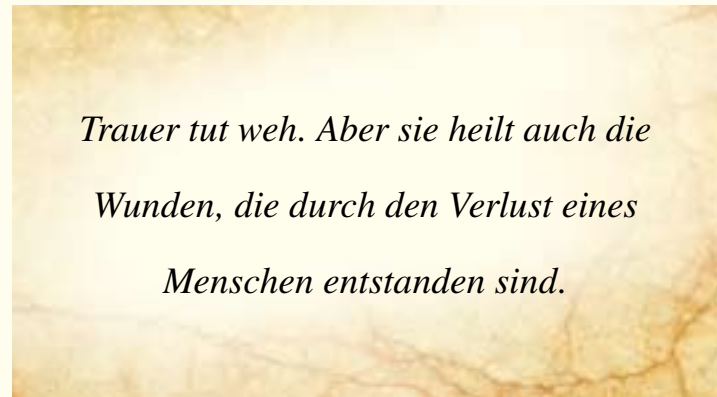 Trauer tut weh. Aber sie heilt auch die
Wunden, die durch den Verlust eines
Menschen entstanden sind.